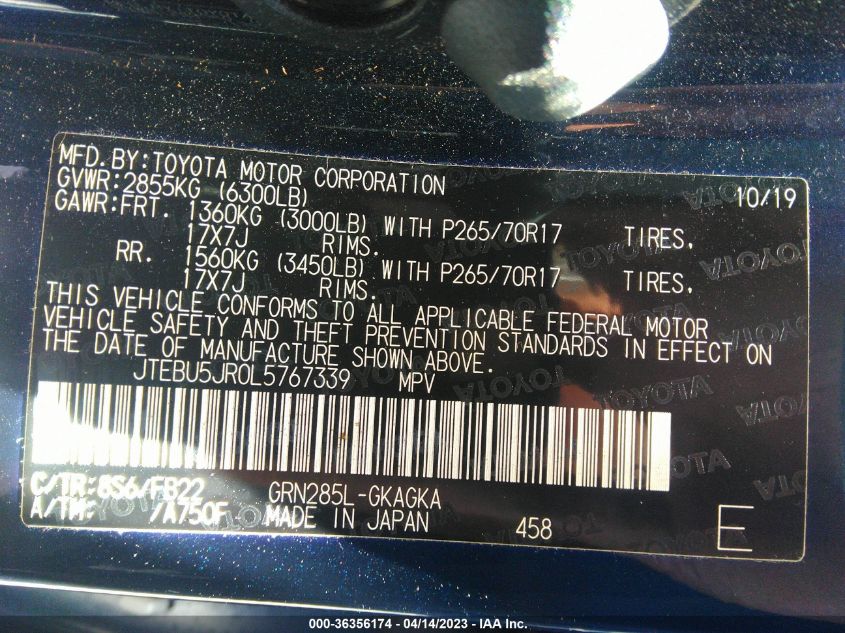 MFD.BY:TOYOTA MOTOR CORPORATION 10/19
GVWR:2855KG (6300LB)
GAWR:FRT. 1360KG (3000LB) WITH P265/70R17 TIRES,
17X7J RIMS.
RR. 1560KG (3450LB) WITH P265/70R17 TIRES,
17X7J RIMS.
THIS VEHICLE CONFORMS TO ALL APPLICABLE FEDERAL MOTOR
VEHICLE SAFETY AND THEFT PREVENTION STANDARDS IN EFFECT ON
THE DATE OF MANUFACTURE SHOWN ABOVE.
JTEBU5JR0L5767339 MPV
C/TR:8S6/FB22 GRN285L-GKAGKA
A/TM: /A750F MADE IN JAPAN 458 E
000-36356174 - 04/14/2023 - IAA Inc.